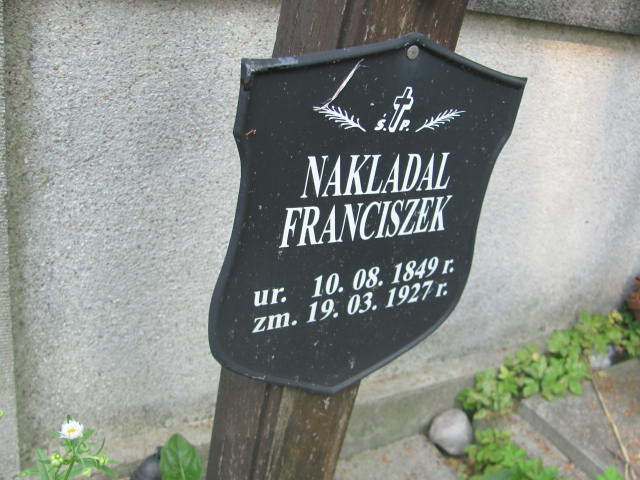 Ś. P.
NAKLADAL
FRANCISZEK
ur. 10. 08. 1849 r.
zm. 19. 03. 1927 r.